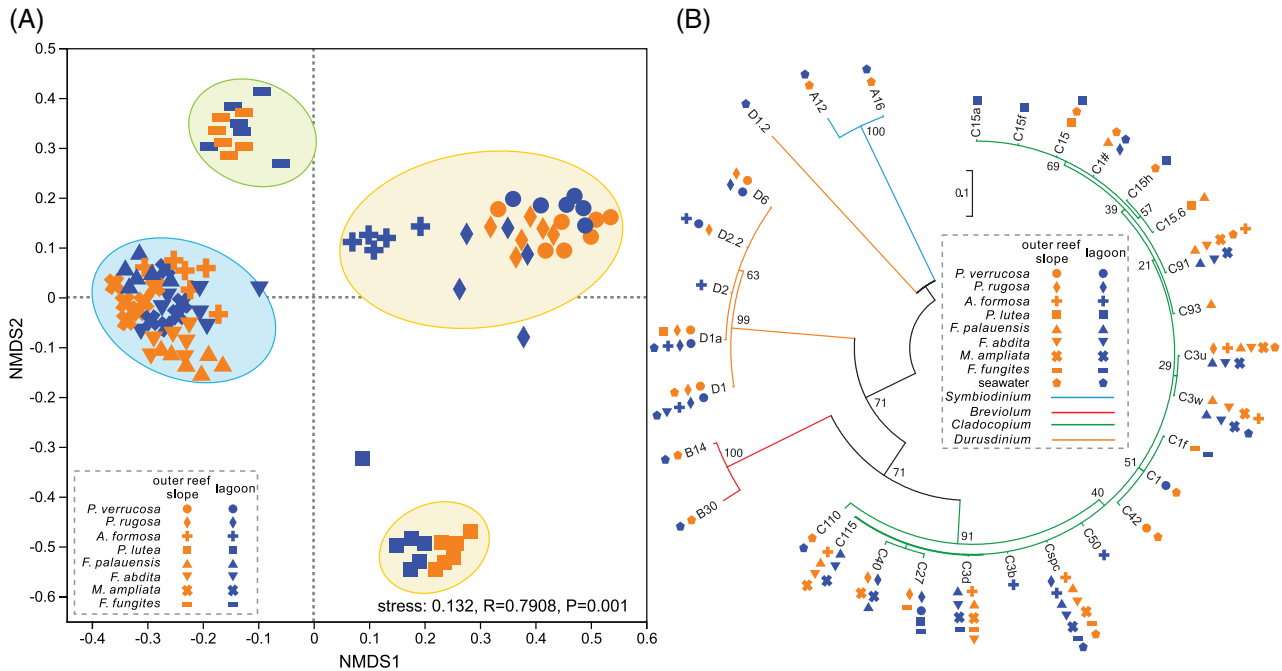 (A)
0.5
0.4
0.3
0.2
0.1
0
-0.1
-0.2
-0.3
-0.4
-0.5
-0.6
NMDS2
-0.4
-0.3
-0.2
-0.1
0
0.1
0.2
0.3
0.4
0.5
0.6
NMDS1
outer reef lagoon
slope
P. verrucosa
P. rugosa
A. formosa
P. lutea
F. palauensis
F. abdita
M. ampliata
F. fungites
stress: 0.132, R=0.7908, P=0.001
(B)
D1.2
A12
A16
100
C15a
C15f
C15
69
C1#
C15h
57
39
C15.6
C91
21
C93
C3u
29
C3w
C1f
51
C1
C42
40
C50
Cspc
C3b
C3d
91
C27
C40
C115
C110
71
71
B30
B14
100
D1
D1a
99
D2
63
D2.2
D6
0.1
outer reef lagoon
slope
P. verrucosa
P. rugosa
A. formosa
P. lutea
F. palauensis
F. abdita
M. ampliata
F. fungites
seawater
Symbiodinium
Breviolum
Cladocopium
Durusdinium